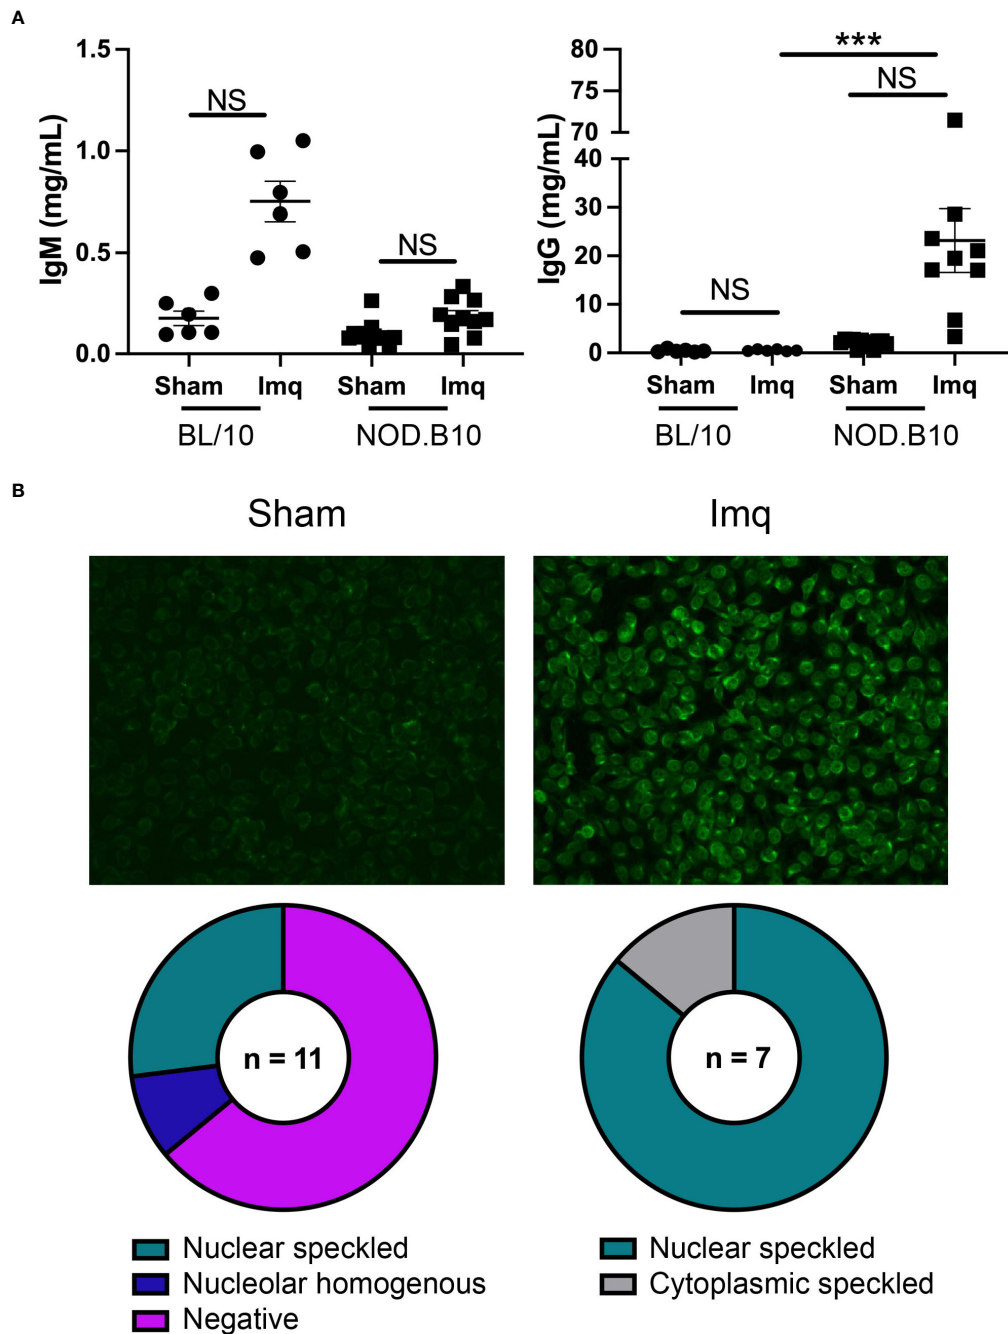 A
1.5
1.0
0.5
0.0
IgM (mg/mL)
NS
NS
Sham Imq Sham Imq
BL/10 NOD.B10
80
75
70
40
30
20
10
0
IgG (mg/mL)
***
NS
NS
Sham Imq Sham Imq
BL/10 NOD.B10
B
Sham Imq
n = 11
n = 7
Nuclear speckled
Nucleolar homogenous
Negative
Nuclear speckled
Cytoplasmic speckled